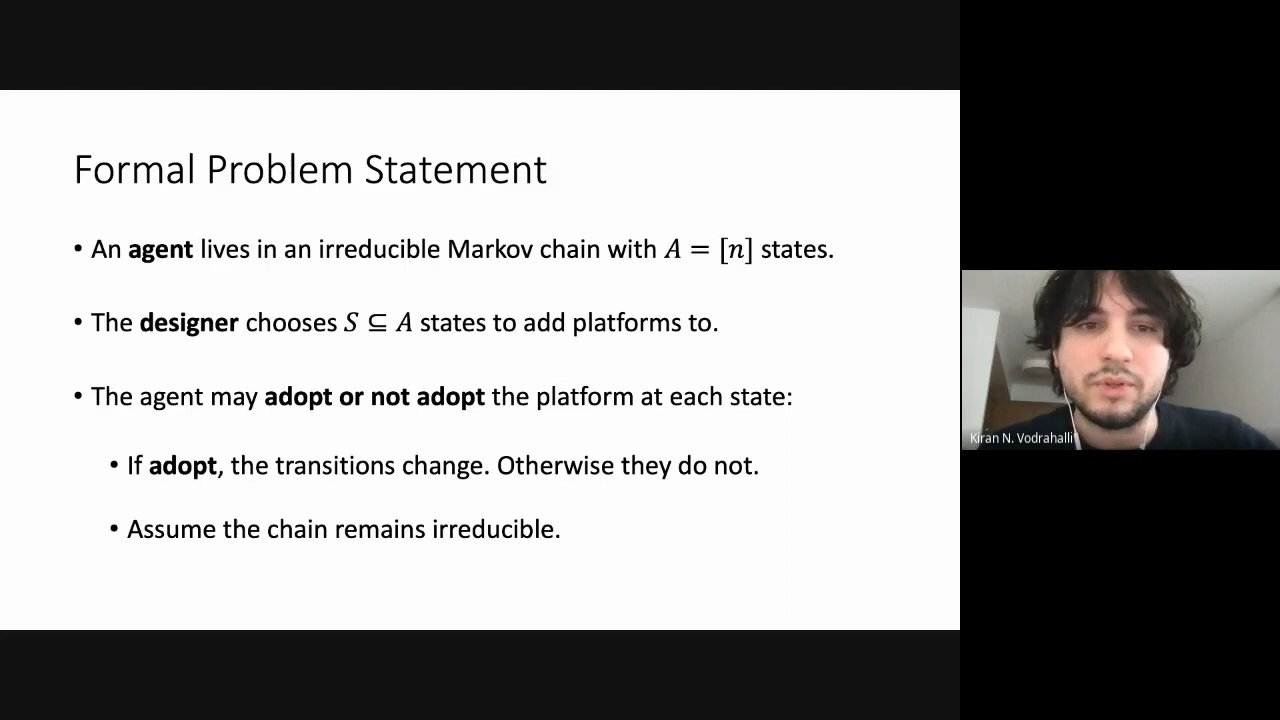 Formal Problem Statement
• An agent lives in an irreducible Markov chain with A = [n] states.
• The designer chooses S ⊆ A states to add platforms to.
• The agent may adopt or not adopt the platform at each state:
• If adopt, the transitions change. Otherwise they do not.
• Assume the chain remains irreducible.
Kiran N. Vodrahalli